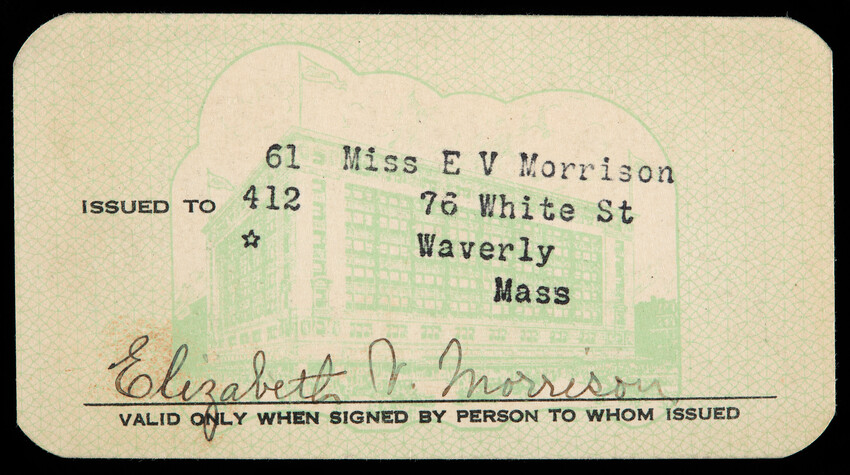 61 Miss E V Morrison
ISSUED TO 412 76 White St
☆ Waverly
Mass
Elizabeth V. Morrison
VALID ONLY WHEN SIGNED BY PERSON TO WHOM ISSUED